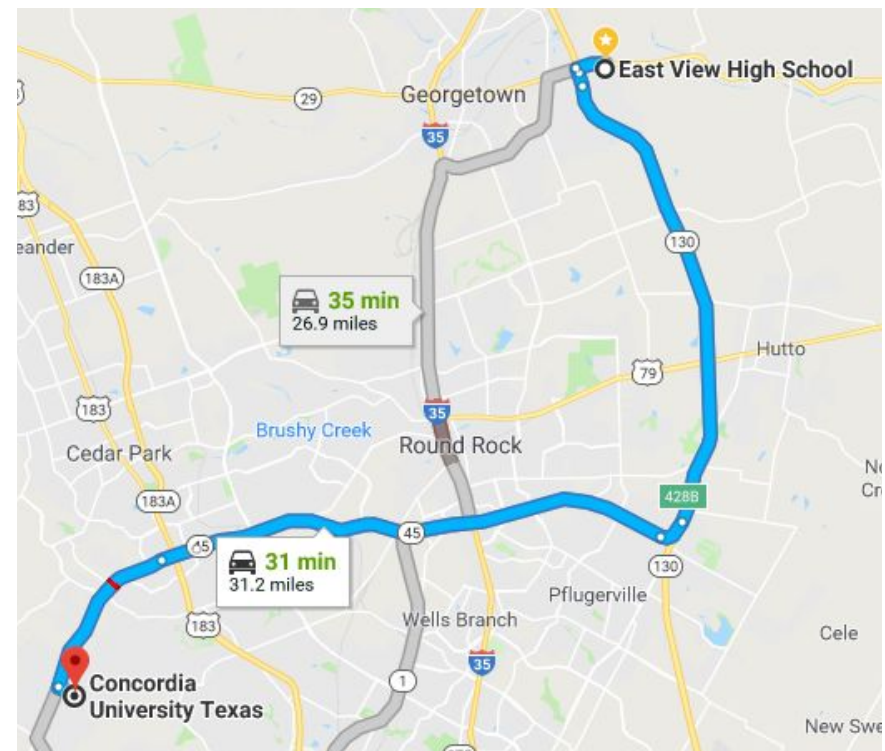 East View High School
29
Georgetown
35
83
eander
183A
130
35 min
26.9 miles
Hutto
79
183
35
Brushy Creek
Round Rock
Cedar Park
183A
428B
45
45
31 min
31.2 miles
130
Pflugerville
183
Wells Branch
Cele
35
1
Concordia
University Texas
New Swe